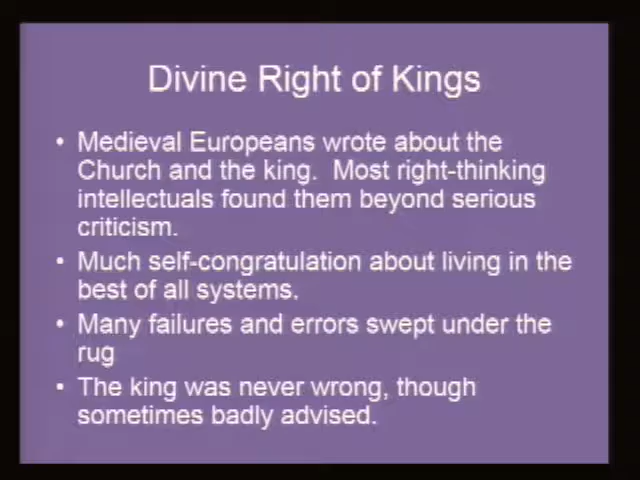 Divine Right of Kings
• Medieval Europeans wrote about the
Church and the king.  Most right-thinking
intellectuals found them beyond serious
criticism.
• Much self-congratulation about living in the
best of all systems.
• Many failures and errors swept under the
rug
• The king was never wrong, though
sometimes badly advised.